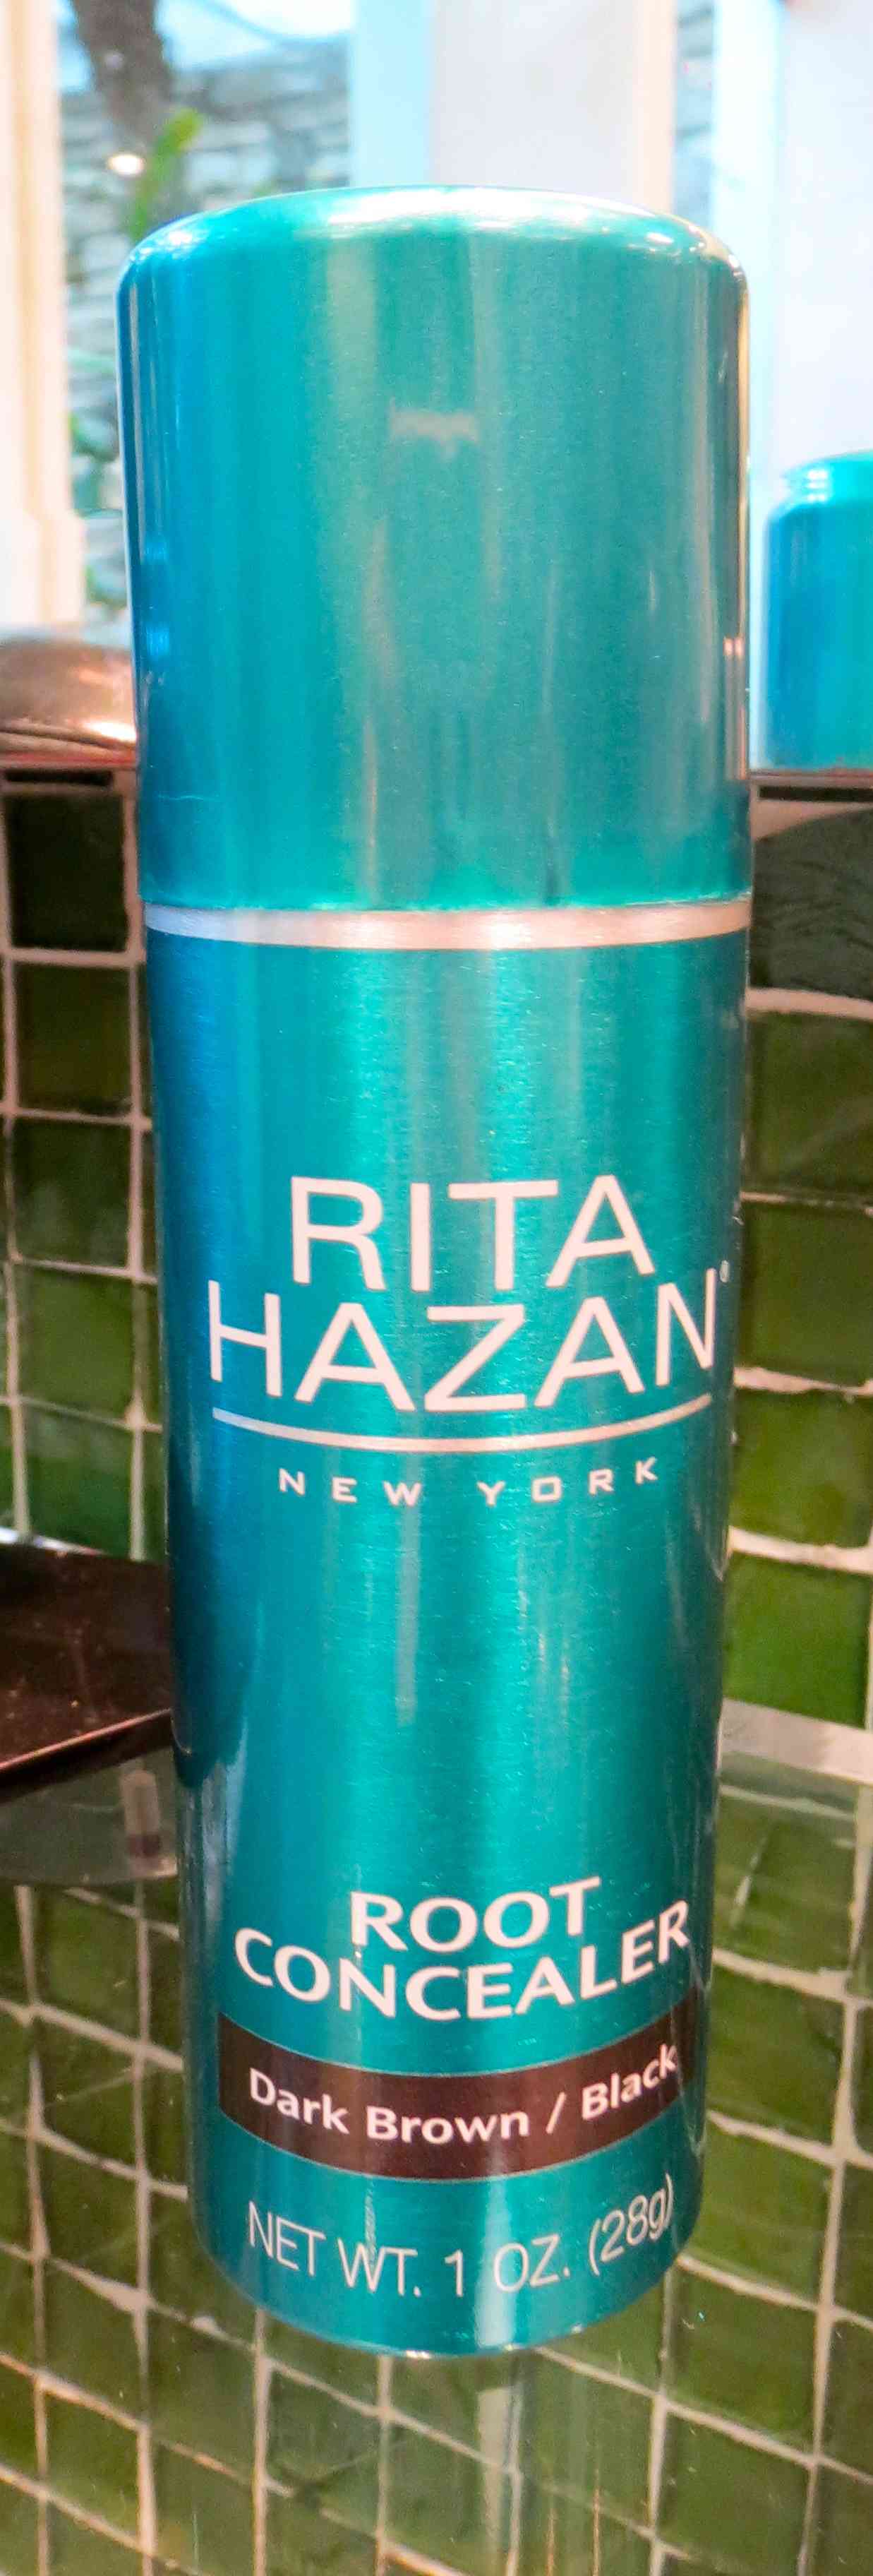 RITA
HAZAN®
NEW YORK
ROOT
CONCEALER
Dark Brown / Black
NET WT. 1 OZ. (28g)